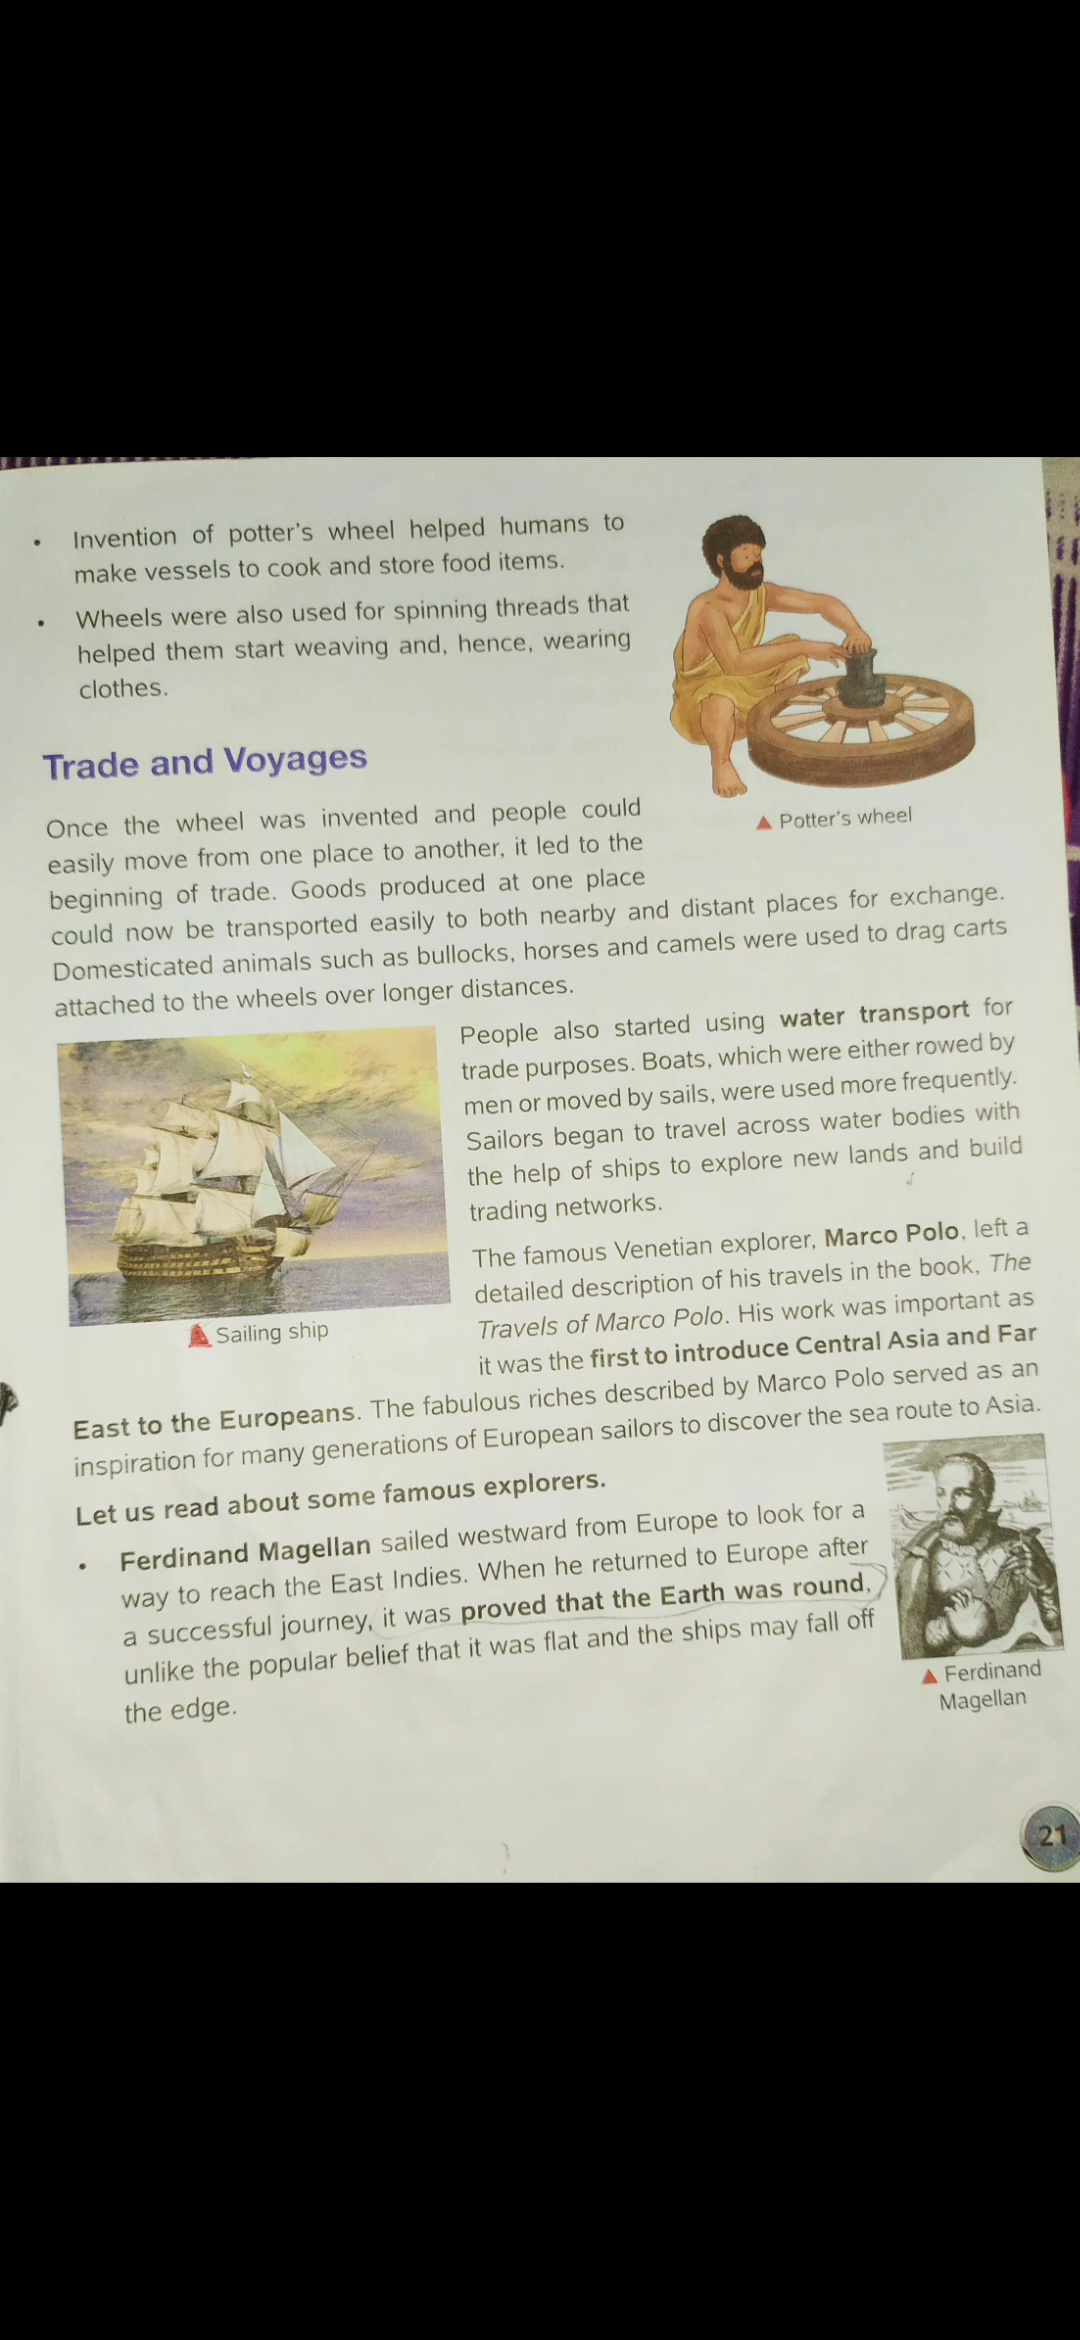 • Invention of potter's wheel helped humans to
make vessels to cook and store food items.
• Wheels were also used for spinning threads that
helped them start weaving and, hence, wearing
clothes.
▲ Potter's wheel
Trade and Voyages
Once the wheel was invented and people could
easily move from one place to another, it led to the
beginning of trade. Goods produced at one place
could now be transported easily to both nearby and distant places for exchange.
Domesticated animals such as bullocks, horses and camels were used to drag carts
attached to the wheels over longer distances.
People also started using water transport for
trade purposes. Boats, which were either rowed by
men or moved by sails, were used more frequently.
Sailors began to travel across water bodies with
the help of ships to explore new lands and build
trading networks.
▲ Sailing ship
The famous Venetian explorer, Marco Polo, left a
detailed description of his travels in the book, The
Travels of Marco Polo. His work was important as
it was the first to introduce Central Asia and Far
East to the Europeans. The fabulous riches described by Marco Polo served as an
inspiration for many generations of European sailors to discover the sea route to Asia.
Let us read about some famous explorers.
• Ferdinand Magellan sailed westward from Europe to look for a
way to reach the East Indies. When he returned to Europe after
a successful journey, it was proved that the Earth was round,
unlike the popular belief that it was flat and the ships may fall off
the edge.
▲ Ferdinand
Magellan
21